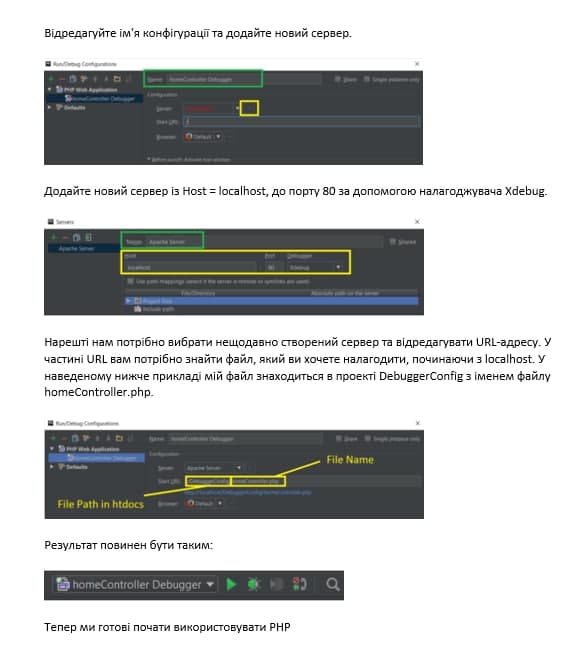 Відредагуйте ім'я конфігурації та додайте новий сервер.
Run/Debug Configurations
Name: homeController Debugger Share Single instance only
PHP Web Application
homeController Debugger Configuration
Defaults Server:
Start URL: /
Browser: Default
Додайте новий сервер із Host = localhost, до порту 80 за допомогою налагоджувача Xdebug.
Servers
Name: Apache Server Shared
Apache Server
Host Port Debugger
localhost : 80 Xdebug
Use path mappings (select if the server is remote or symlinks are used)
File/Directory Absolute path on the server
Project files
Include path
Нарешті нам потрібно вибрати нещодавно створений сервер та відредагувати URL-адресу. У
частині URL вам потрібно знайти файл, який ви хочете налагодити, починаючи з localhost. У
наведеному нижче прикладі мій файл знаходиться в проекті DebuggerConfig з іменем файлу
homeController.php.
Run/Debug Configurations
Name: homeController Debugger Share Single instance only
PHP Web Application
homeController Debugger Configuration
Defaults Server: Apache Server
File Name
Start URL: /DebuggerConfig/homeController.php
http://localhost/DebuggerConfig/homeController.php
File Path in htdocs Browser: Default
Результат повинен бути таким:
homeController Debugger
Тепер ми готові почати використовувати PHP